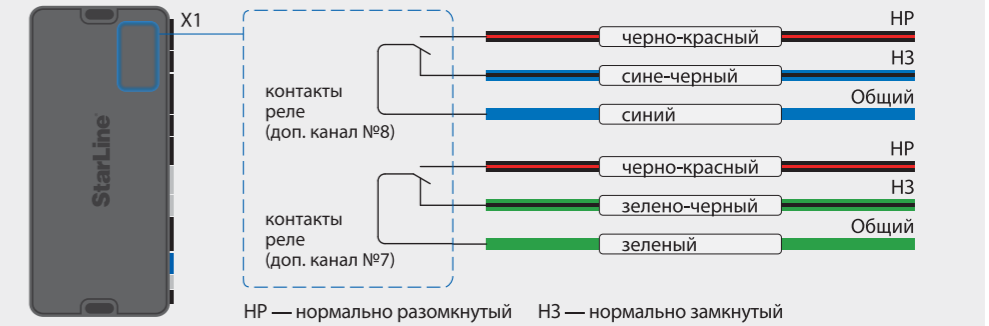 X1
StarLine
контакты
реле
(доп. канал №8)
черно-красный
НР
сине-черный
НЗ
синий
Общий
контакты
реле
(доп. канал №7)
черно-красный
НР
зелено-черный
НЗ
зеленый
Общий
НР — нормально разомкнутый НЗ — нормально замкнутый